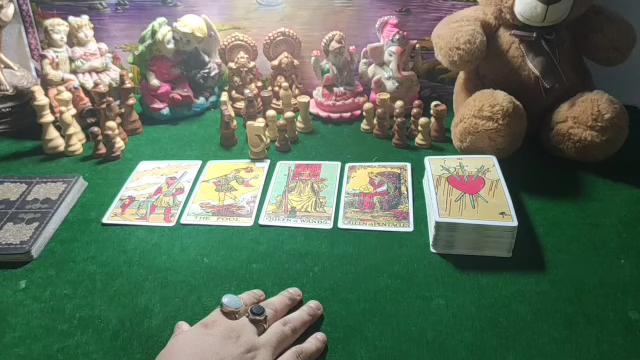 THE FOOL
QUEEN of WANDS
QUEEN of PENTACLES